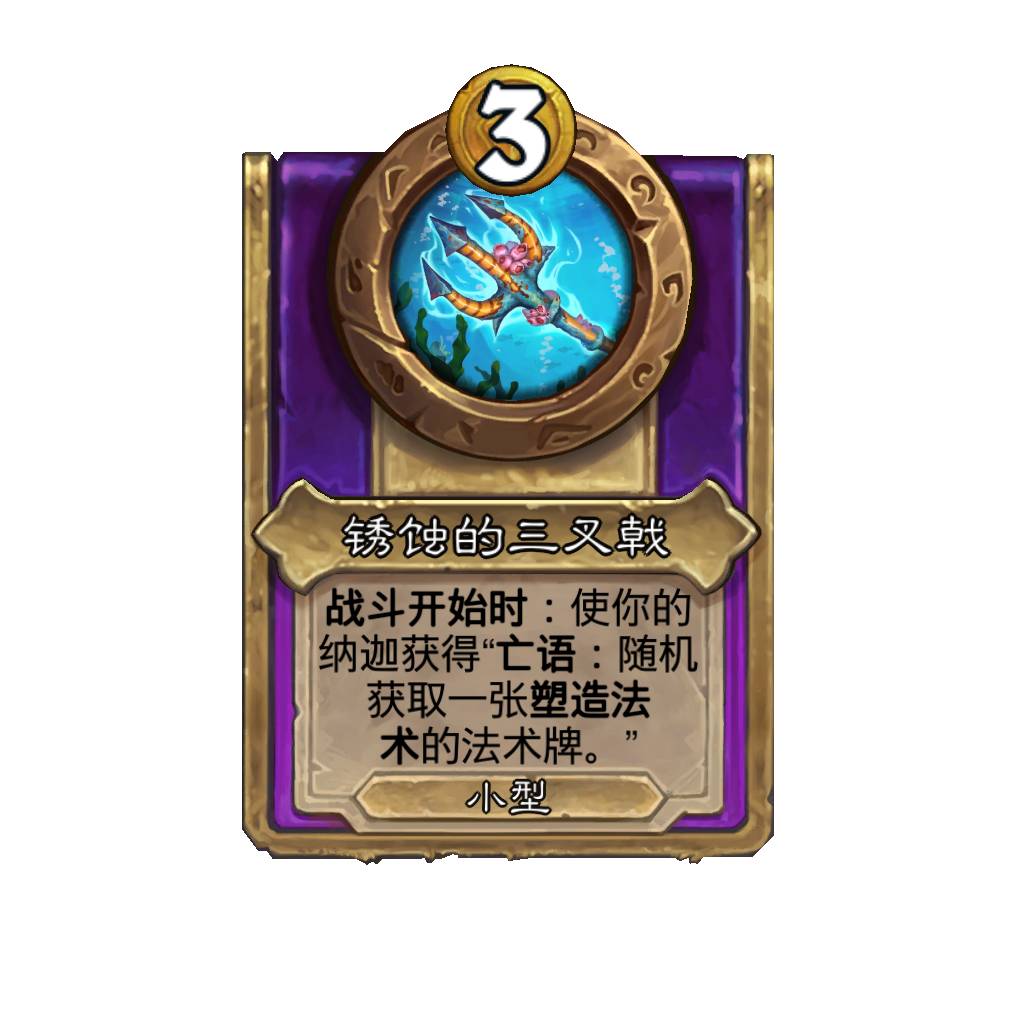 3
锈蚀的三叉戟
战斗开始时：使你的
纳迦获得“亡语：随机
获取一张塑造法
术的法术牌。”
小型